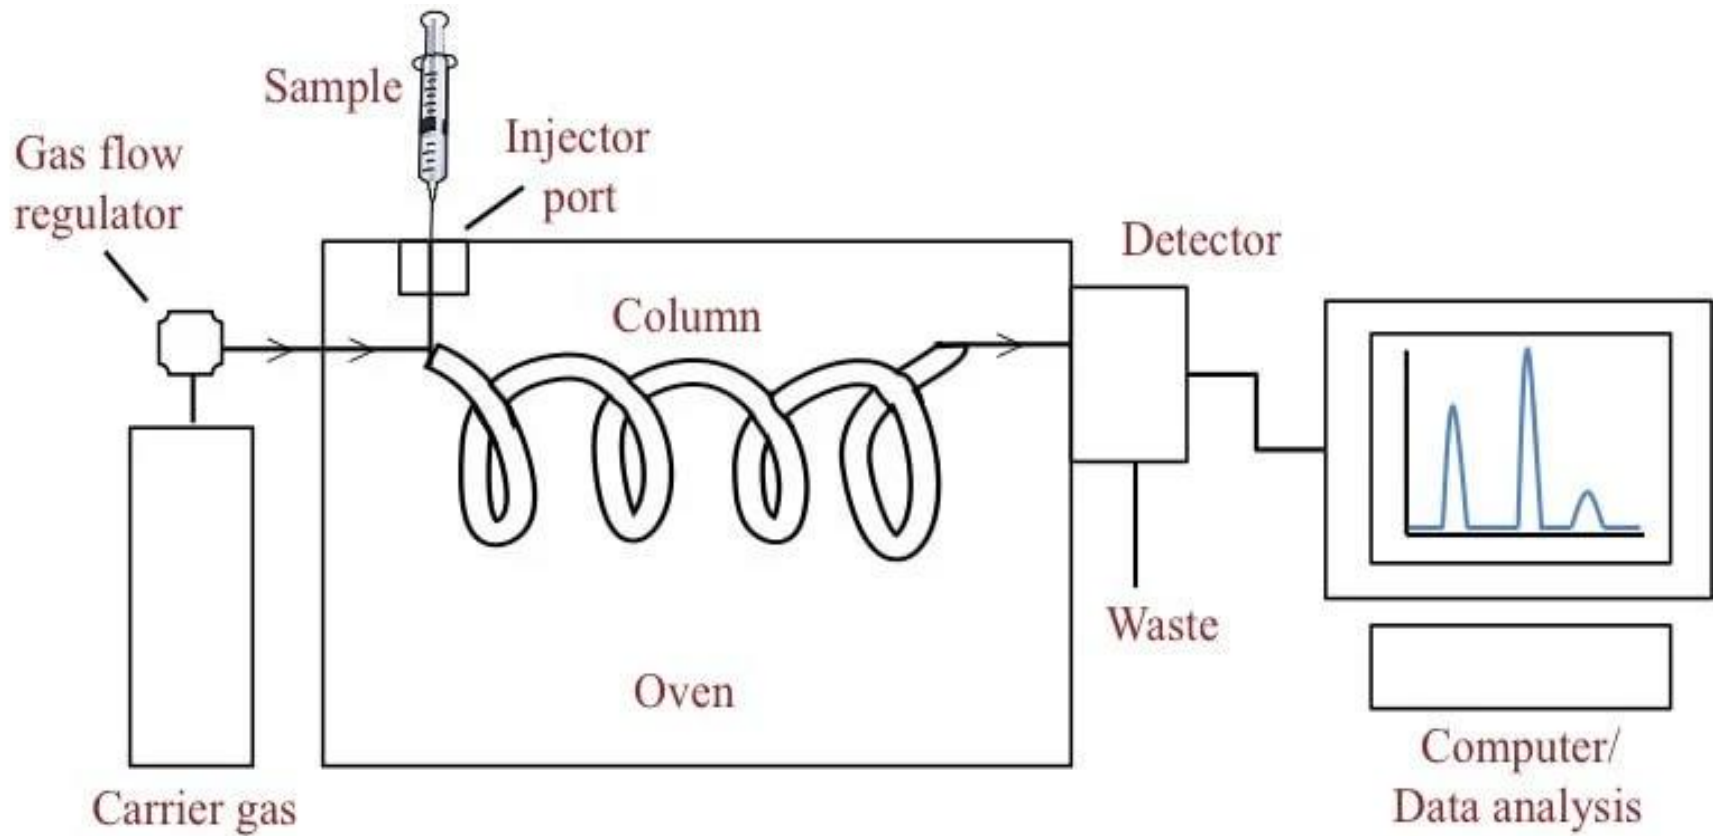 Sample
Injector
port
Gas flow
regulator
Detector
Column
Waste
Oven
Computer/
Data analysis
Carrier gas